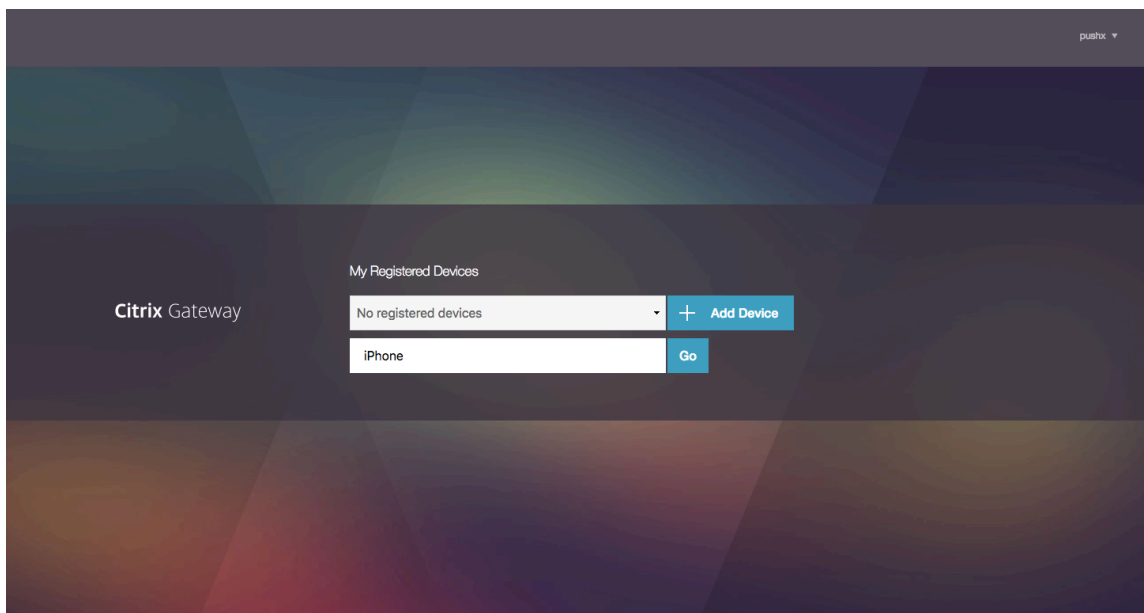 pushx
My Registered Devices
Citrix Gateway
No registered devices
Add Device
iPhone
Go